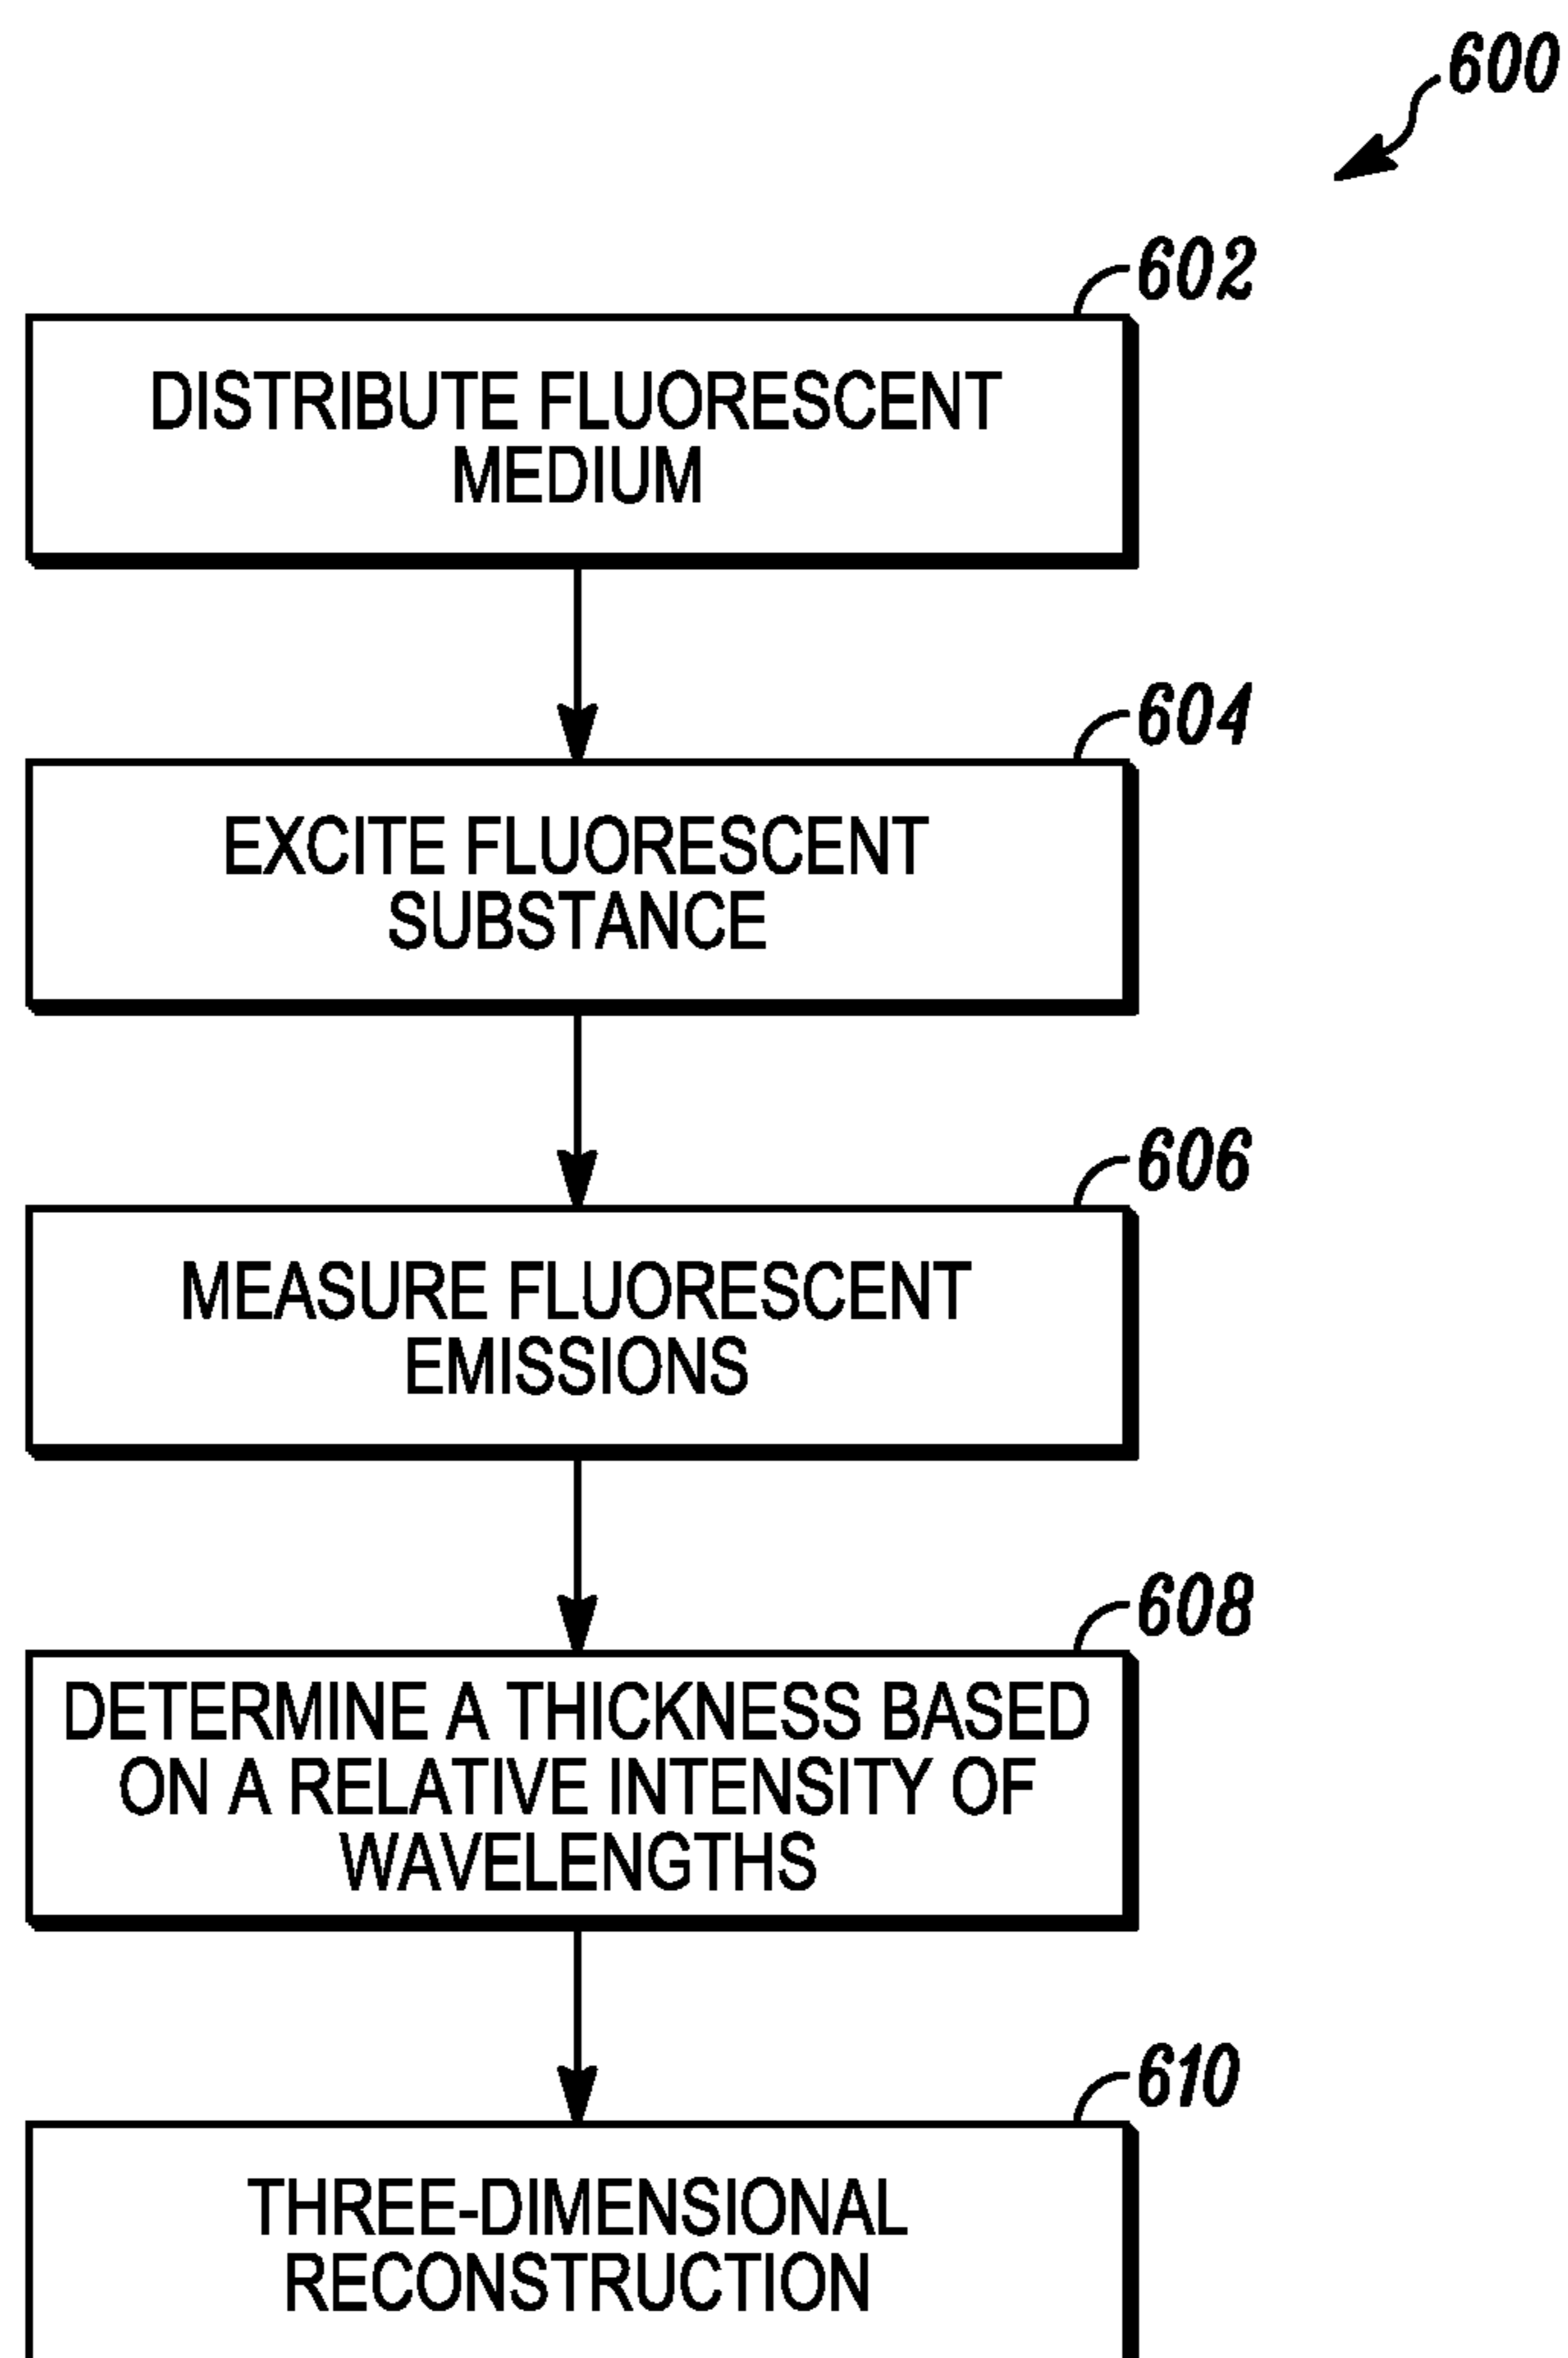 600
602
DISTRIBUTE FLUORESCENT
MEDIUM
604
EXCITE FLUORESCENT
SUBSTANCE
606
MEASURE FLUORESCENT
EMISSIONS
608
DETERMINE A THICKNESS BASED
ON A RELATIVE INTENSITY OF
WAVELENGTHS
610
THREE-DIMENSIONAL
RECONSTRUCTION